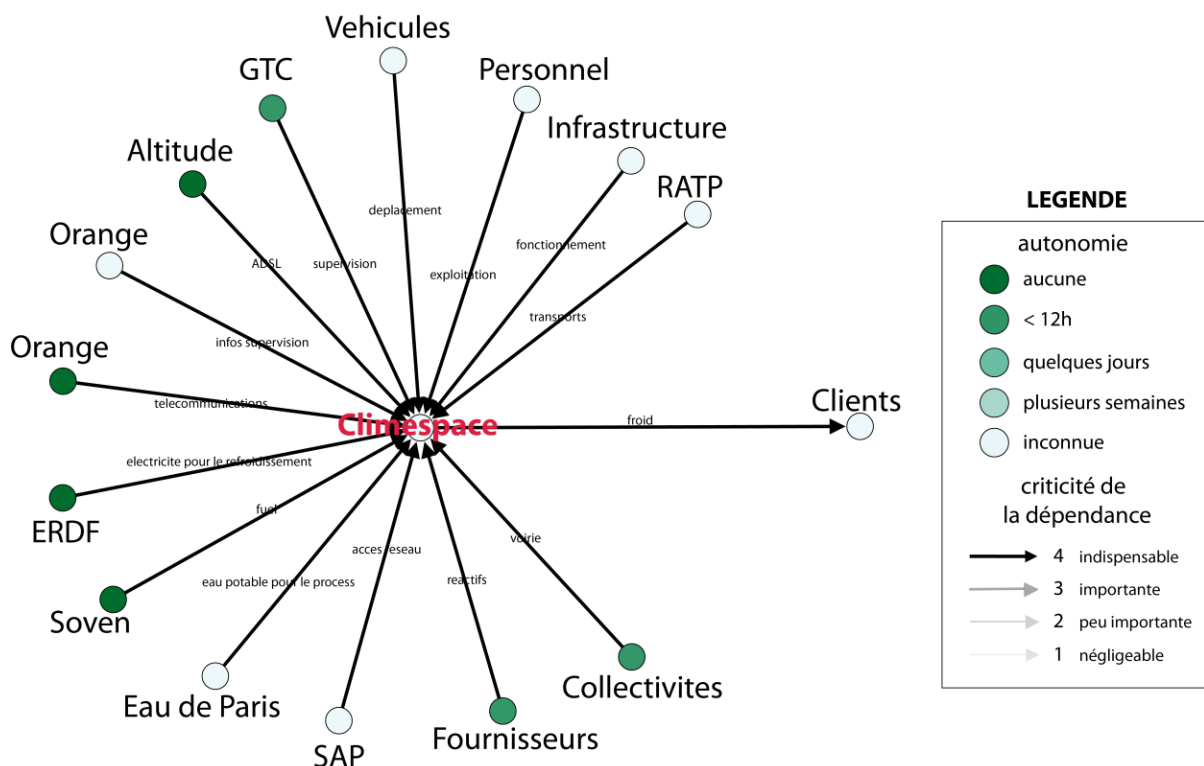 Vehicules
GTC
Personnel
Infrastructure
Altitude
RATP
Orange
Orange
deplacement
fonctionnement
ADSL
supervision
exploitation
transports
infos supervision
telecommunications
Climespace
froid
Clients
electricite pour le refroidissement
ERDF
fuel
voirie
acces reseau
eau potable pour le process
reactifs
Soven
Eau de Paris
SAP
Fournisseurs
Collectivites
LEGENDE
autonomie
aucune
< 12h
quelques jours
plusieurs semaines
inconnue
criticité de
la dépendance
4 indispensable
3 importante
2 peu importante
1 négligeable